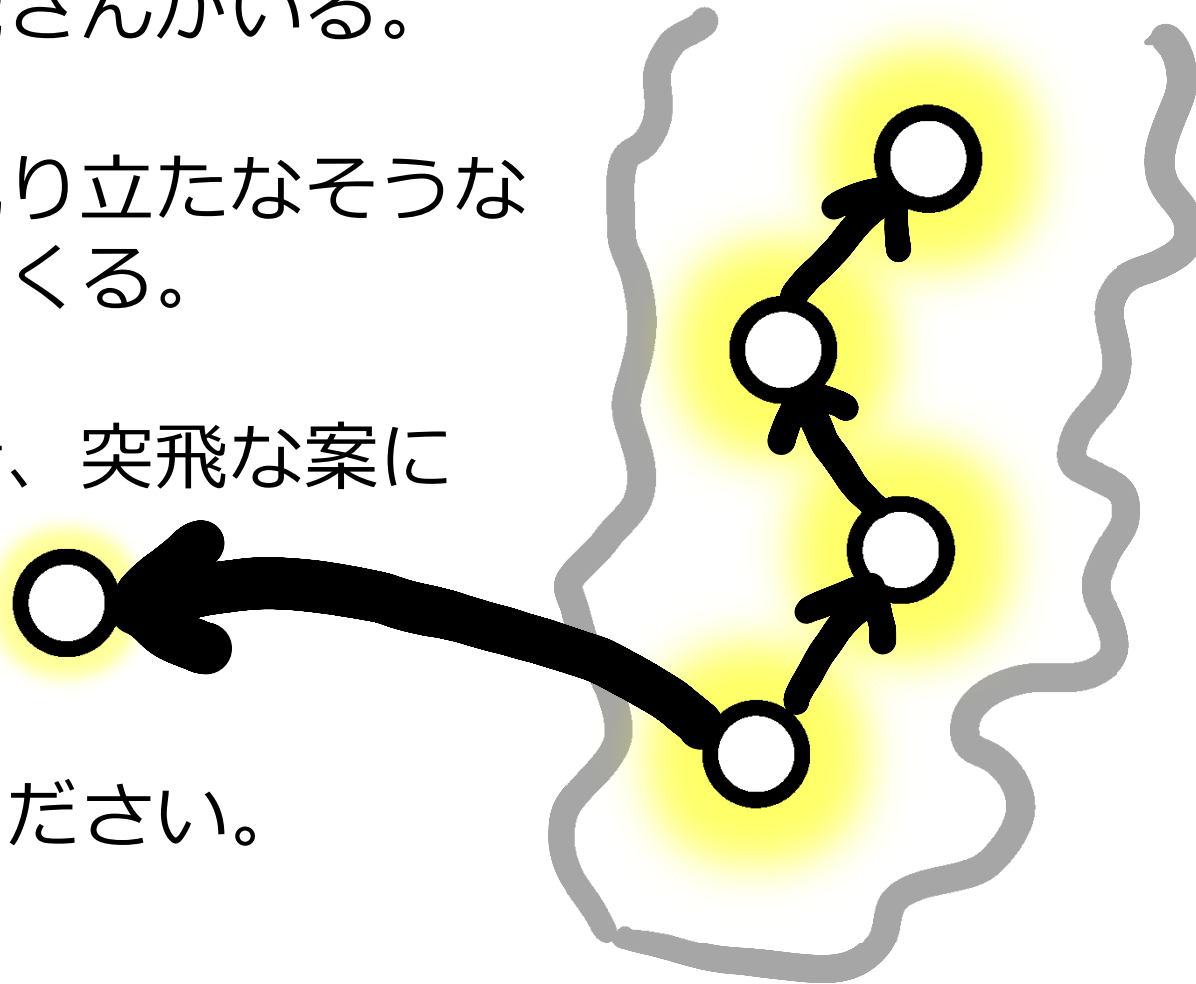 さんがいる。
り立たなそうな
くる。
、突飛な案に
ださい。